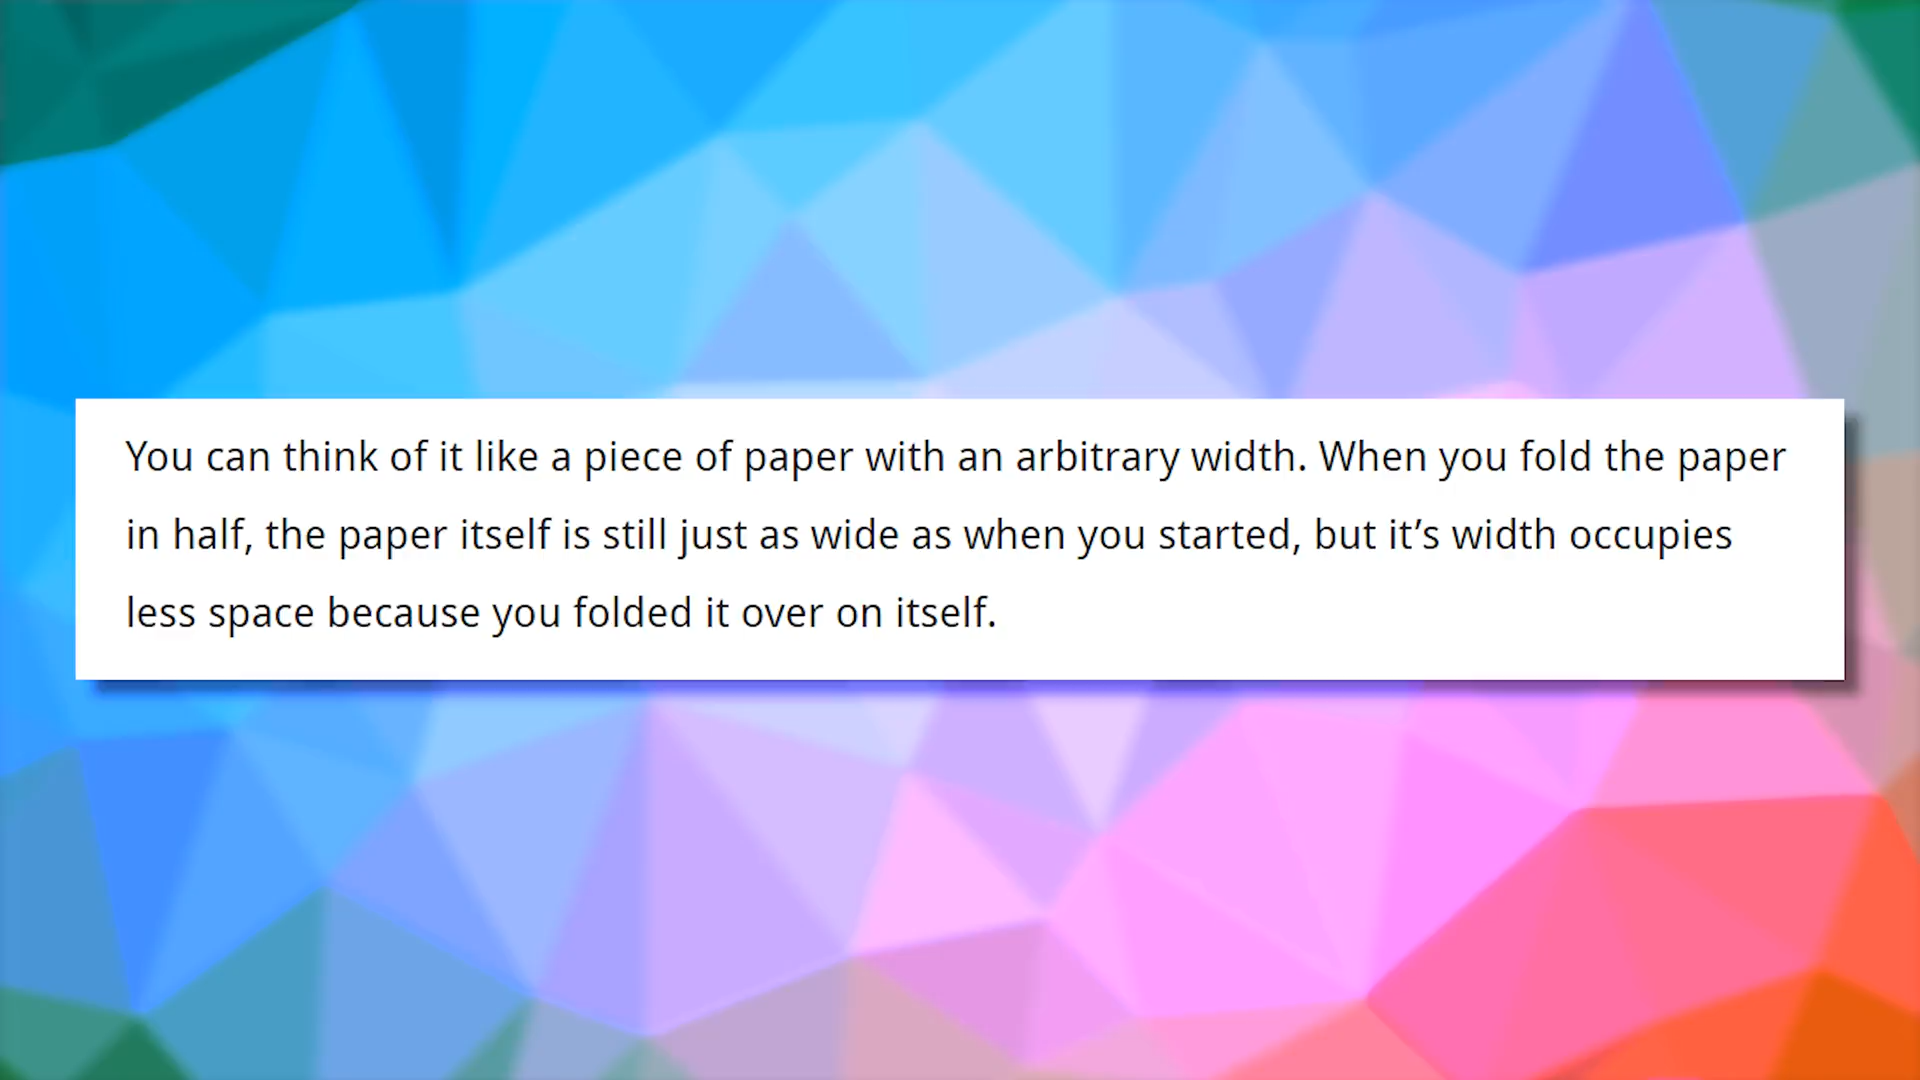 You can think of it like a piece of paper with an arbitrary width. When you fold the paper
in half, the paper itself is still just as wide as when you started, but it’s width occupies
less space because you folded it over on itself.